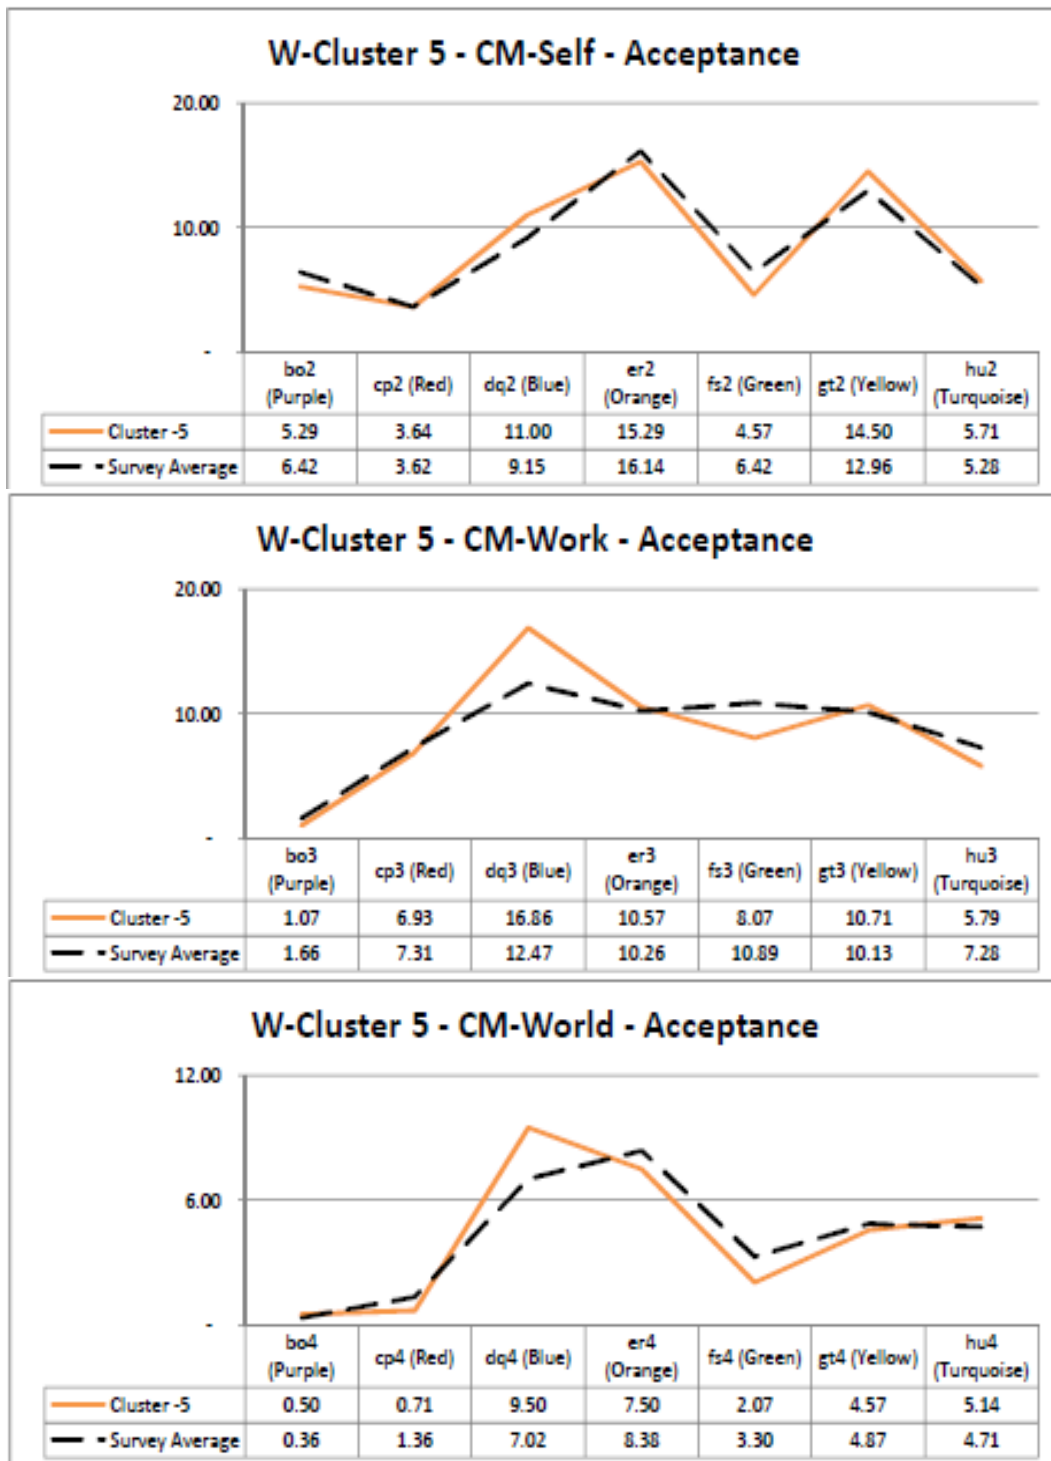 W-Cluster 5 - CM-Self - Acceptance
20.00
10.00
-
bo2 (Purple) cp2 (Red) dq2 (Blue) er2 (Orange) fs2 (Green) gt2 (Yellow) hu2 (Turquoise)
Cluster -5 5.29 3.64 11.00 15.29 4.57 14.50 5.71
Survey Average 6.42 3.62 9.15 16.14 6.42 12.96 5.28
W-Cluster 5 - CM-Work - Acceptance
20.00
10.00
-
bo3 (Purple) cp3 (Red) dq3 (Blue) er3 (Orange) fs3 (Green) gt3 (Yellow) hu3 (Turquoise)
Cluster -5 1.07 6.93 16.86 10.57 8.07 10.71 5.79
Survey Average 1.66 7.31 12.47 10.26 10.89 10.13 7.28
W-Cluster 5 - CM-World - Acceptance
12.00
6.00
-
bo4 (Purple) cp4 (Red) dq4 (Blue) er4 (Orange) fs4 (Green) gt4 (Yellow) hu4 (Turquoise)
Cluster -5 0.50 0.71 9.50 7.50 2.07 4.57 5.14
Survey Average 0.36 1.36 7.02 8.38 3.30 4.87 4.71